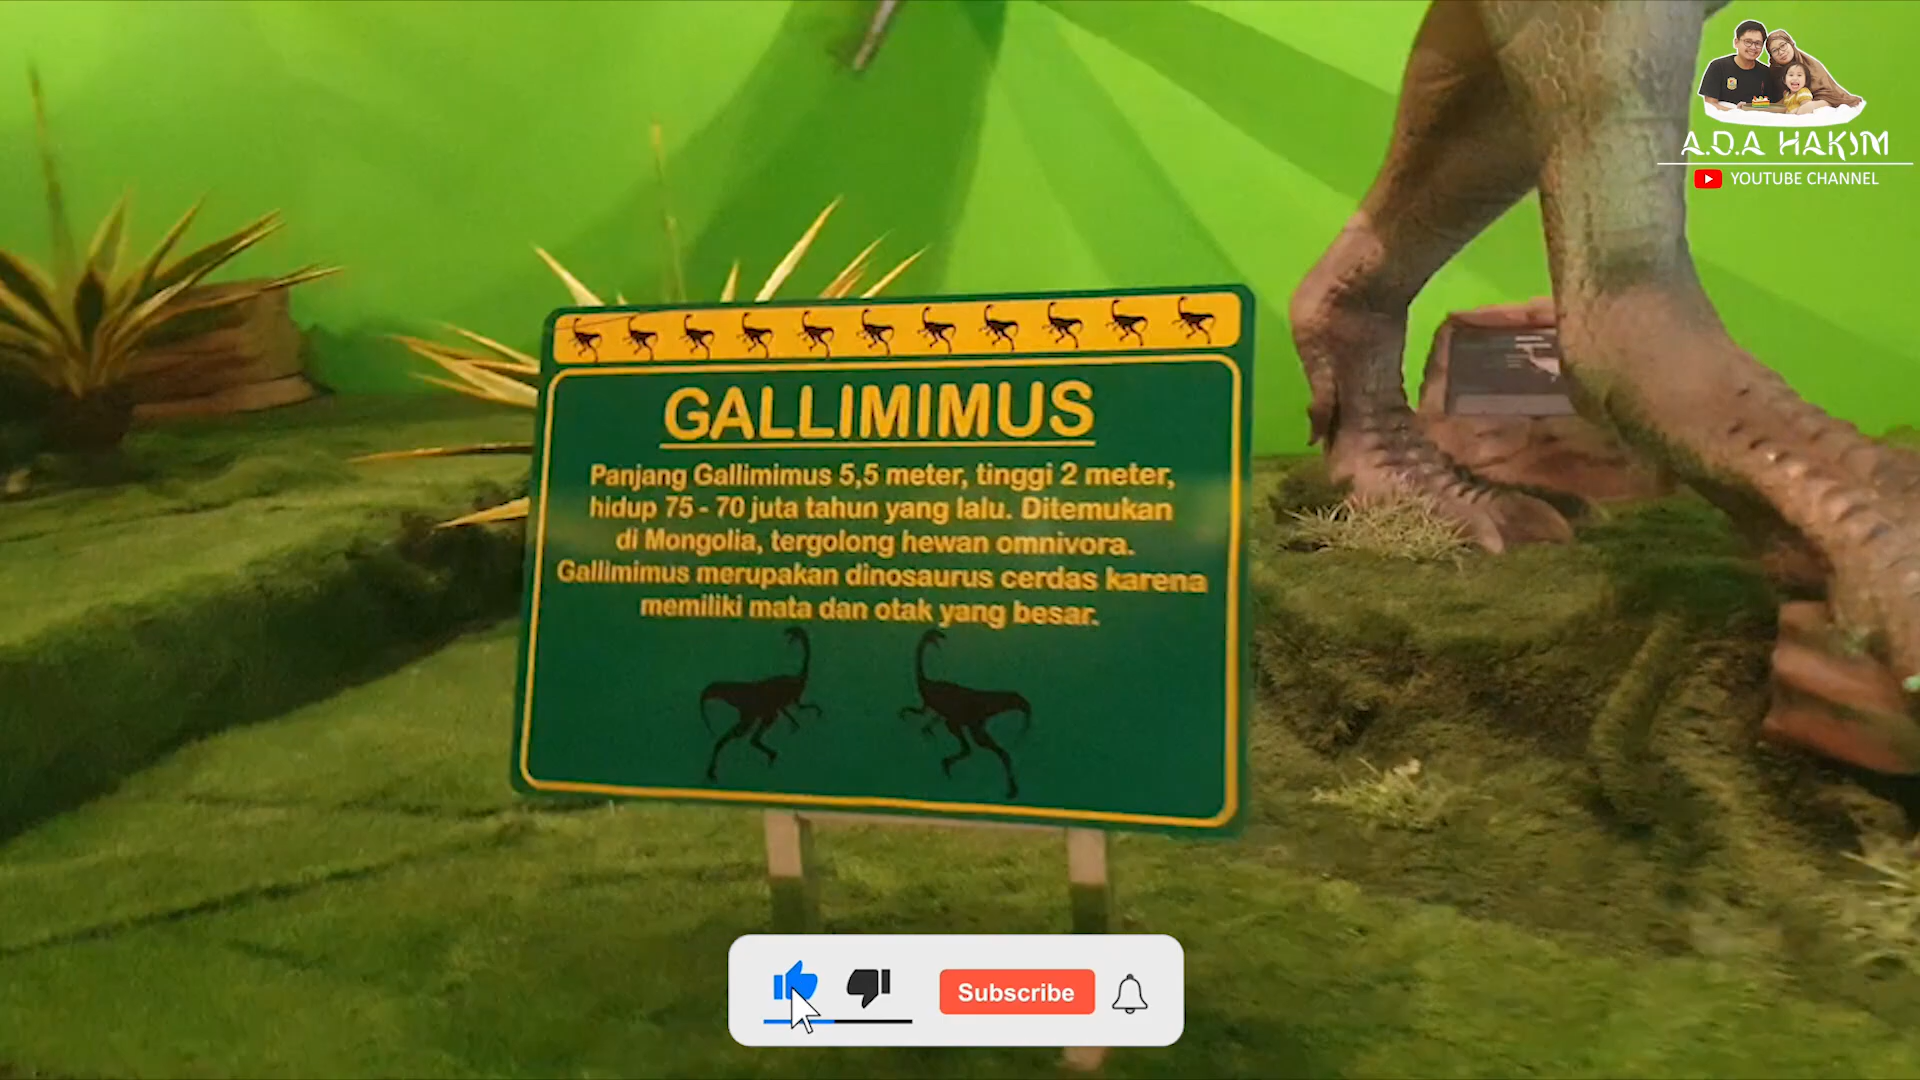 A.D.A HAKIM
YOUTUBE CHANNEL
GALLIMIMUS
Panjang Gallimimus 5,5 meter, tinggi 2 meter,
hidup 75 - 70 juta tahun yang lalu. Ditemukan
di Mongolia, tergolong hewan omnivora.
Gallimimus merupakan dinosaurus cerdas karena
memiliki mata dan otak yang besar.
Subscribe